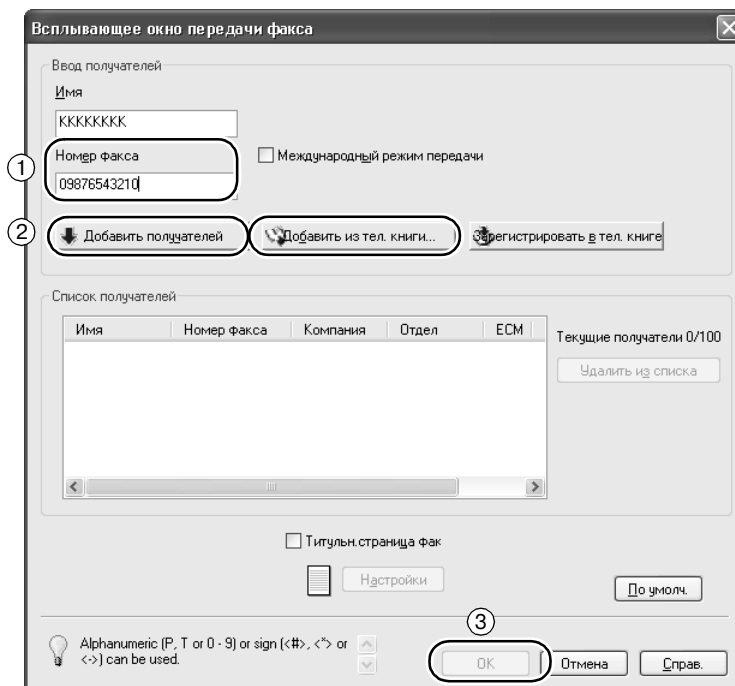 Всплывающее окно передачи факса
Ввод получателей
Имя
KKKKKKKK
1
Номер факса
Международный режим передачи
09876543210
2
Добавить получателей
Добавить из тел. книги...
Зарегистрировать в тел. книге
Список получателей
Имя Номер факса Компания Отдел ECM
Текущие получатели 0/100
Удалить из списка
Титульн.страница фак
Настройки
По умолч.
3
Alphanumeric (P, T or 0 - 9) or sign (<#>, <*> or
<->) can be used.
OK
Отмена
Справ.